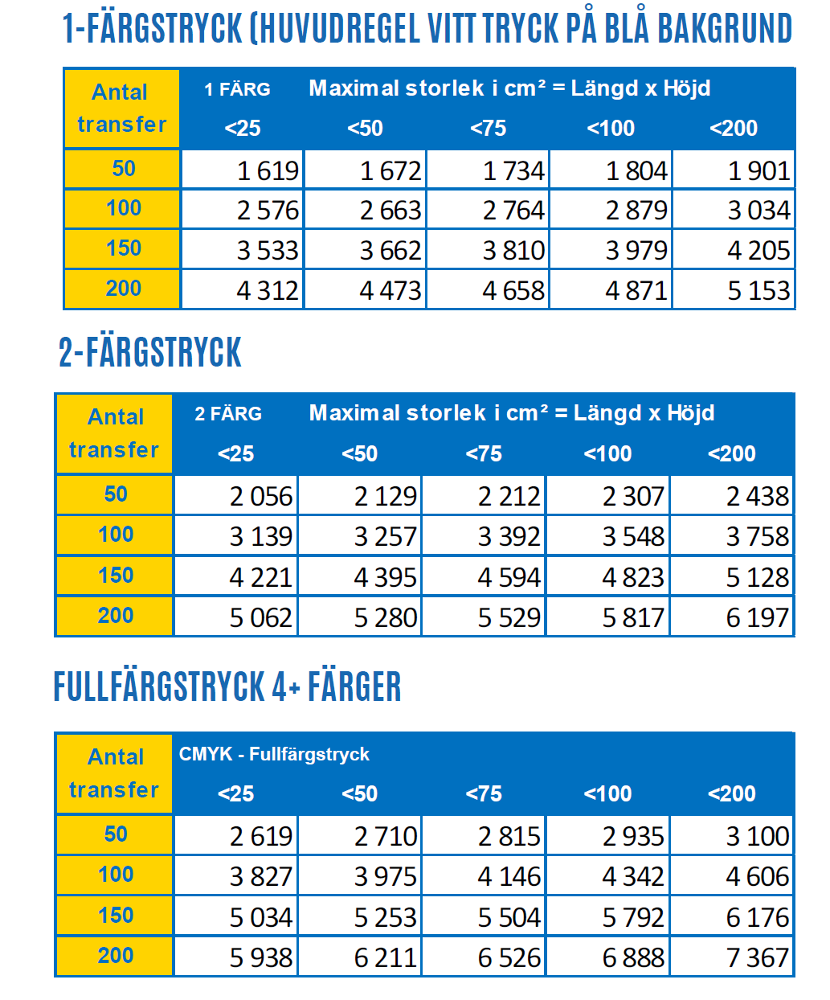 1-FÄRGSTRYCK (HUVUDREGEL VITT TRYCK PÅ BLÅ BAKGRUND
Antal transfer 1 FÄRG Maximal storlek i cm² = Längd x Höjd
<25 <50 <75 <100 <200
50 1 619 1 672 1 734 1 804 1 901
100 2 576 2 663 2 764 2 879 3 034
150 3 533 3 662 3 810 3 979 4 205
200 4 312 4 473 4 658 4 871 5 153
2-FÄRGSTRYCK
Antal transfer 2 FÄRG Maximal storlek i cm² = Längd x Höjd
<25 <50 <75 <100 <200
50 2 056 2 129 2 212 2 307 2 438
100 3 139 3 257 3 392 3 548 3 758
150 4 221 4 395 4 594 4 823 5 128
200 5 062 5 280 5 529 5 817 6 197
FULLFÄRGSTRYCK 4+ FÄRGER
Antal transfer CMYK - Fullfärgstryck
<25 <50 <75 <100 <200
50 2 619 2 710 2 815 2 935 3 100
100 3 827 3 975 4 146 4 342 4 606
150 5 034 5 253 5 504 5 792 6 176
200 5 938 6 211 6 526 6 888 7 367